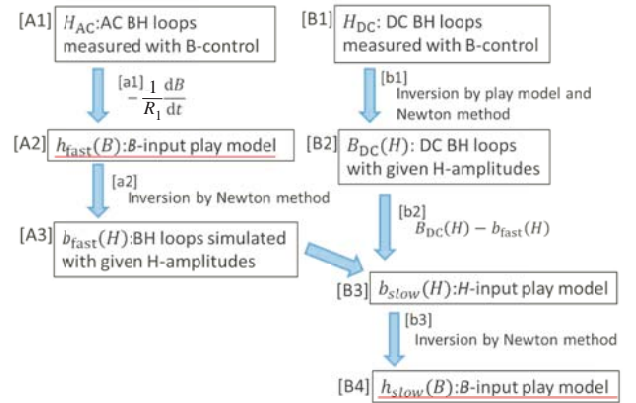 [A1] H_AC:AC BH loops
measured with B-control
[a1] - 1/R_1 dB/dt
[A2] h_fast(B):B-input play model
[a2]
Inversion by Newton method
[A3] b_fast(H):BH loops simulated
with given H-amplitudes
[B1] H_DC: DC BH loops
measured with B-control
[b1]
Inversion by play model and
Newton method
[B2] B_DC(H): DC BH loops
with given H-amplitudes
[b2]
B_DC(H) − b_fast(H)
[B3] b_slow(H):H-input play model
[b3]
Inversion by Newton method
[B4] h_slow(B):B-input play model